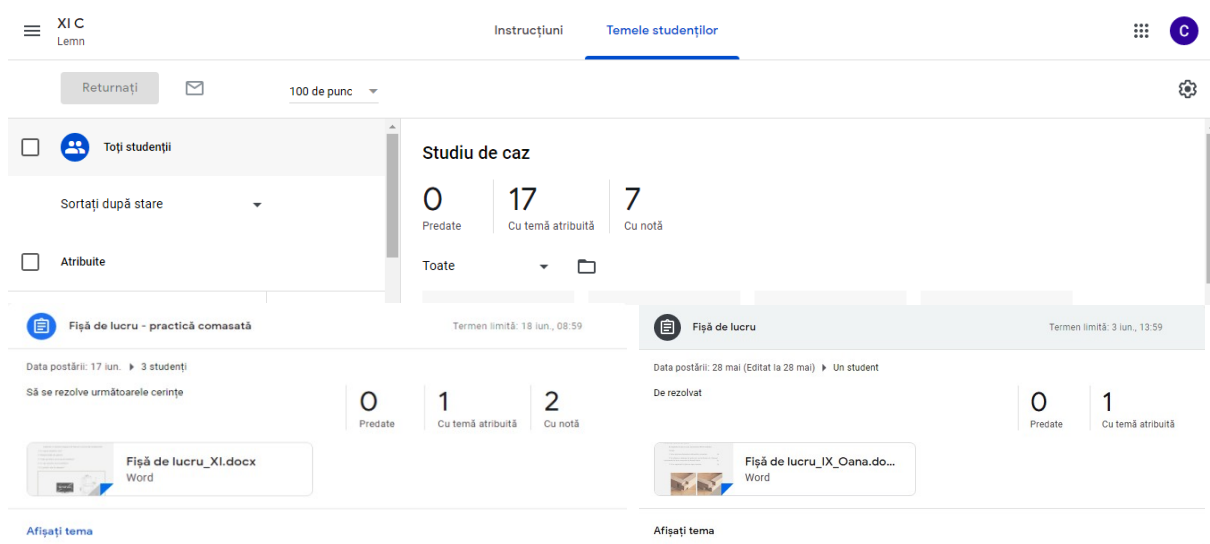 XI C
Lemn
Instrucțiuni
Temele studenților
C
Returnați
100 de punc
Toți studenții
Sortați după stare
Atribuite
Studiu de caz
0
17
7
Predate
Cu temă atribuită
Cu notă
Toate
Fișă de lucru - practică comasată
Termen limită: 18 iun., 08:59
Data postării: 17 iun. 3 studenți
Să se rezolve următoarele cerințe
0
1
2
Predate
Cu temă atribuită
Cu notă
Fișă de lucru_XI.docx
Word
Afișați tema
Fișă de lucru
Termen limită: 3 iun., 13:59
Data postării: 28 mai (Editat la 28 mai) Un student
De rezolvat
0
1
Predate
Cu temă atribuită
Fișă de lucru_IX_Oana.do...
Word
Afișați tema